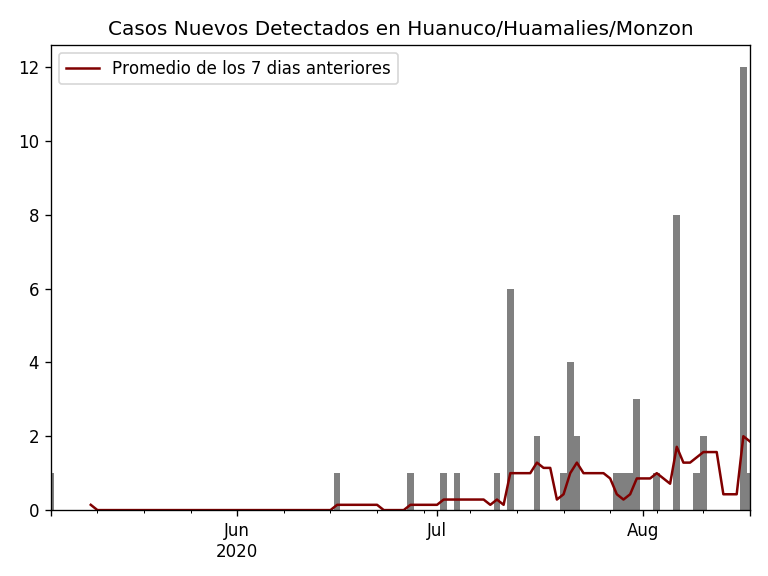 Casos Nuevos Detectados en Huanuco/Huamalies/Monzon
Promedio de los 7 dias anteriores
12
10
8
6
4
2
0
Jun Jul Aug
2020